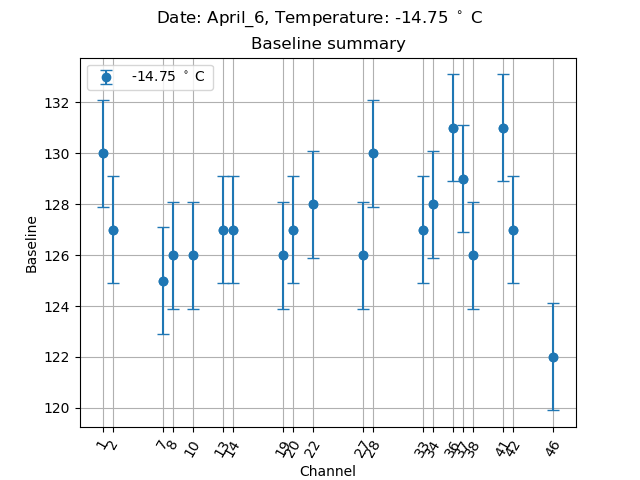 Date: April_6, Temperature: -14.75 ° C
Baseline summary
-14.75 ° C
Baseline
132
130
128
126
124
122
120
1 2 7 8 10 13 14 19 20 22 27 28 33 34 36 37 38 41 42 46
Channel